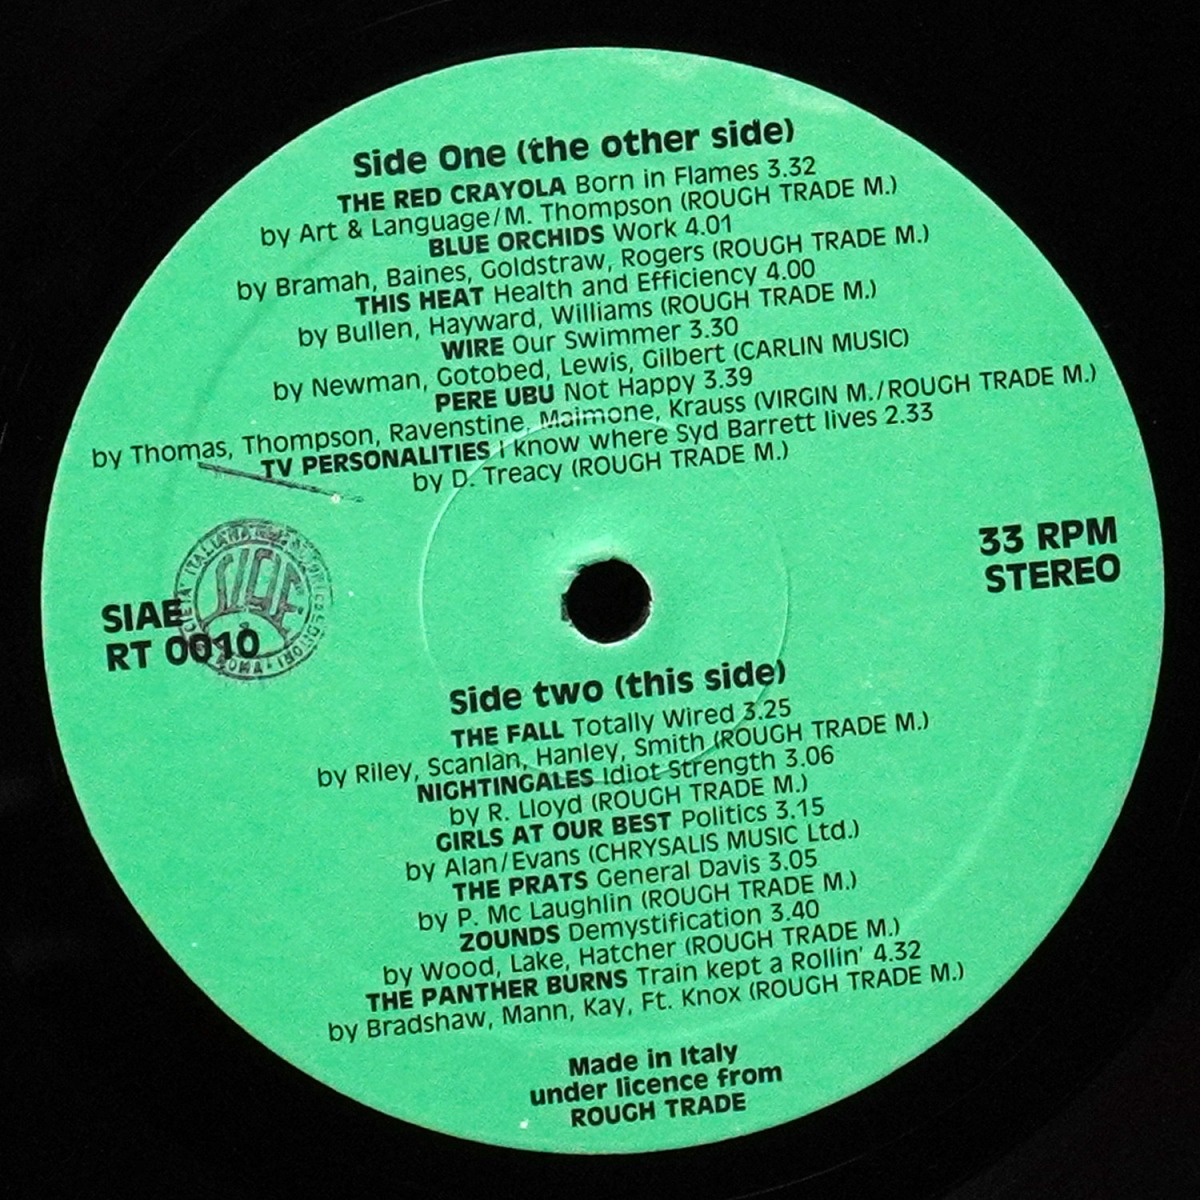 Side One (the other side)
THE RED CRAYOLA Born in Flames 3.32
by Art & Language/M. Thompson (ROUGH TRADE M.)
BLUE ORCHIDS Work 4.01
by Bramah, Baines, Goldstraw, Rogers (ROUGH TRADE M.)
THIS HEAT Health and Efficiency 4.00
by Bullen, Hayward, Williams (ROUGH TRADE M.)
WIRE Our Swimmer 3.30
by Newman, Gotobed, Lewis, Gilbert (CARLIN MUSIC)
PERE UBU Not Happy 3.39
by Thomas, Thompson, Ravenstine, Maimone, Krauss (VIRGIN M./ROUGH TRADE M.)
TV PERSONALITIES I know where Syd Barrett lives 2.33
by D. Treacy (ROUGH TRADE M.)
33 RPM
STEREO
SIAE
RT 0010
SIAE
Side two (this side)
THE FALL Totally Wired 3.25
by Riley, Scanlan, Hanley, Smith (ROUGH TRADE M.)
NIGHTINGALES Idiot Strength 3.06
by R. Lloyd (ROUGH TRADE M.)
GIRLS AT OUR BEST Politics 3.15
by Alan/Evans (CHRYSALIS MUSIC Ltd.)
THE PRATS General Davis 3.05
by P. Mc Laughlin (ROUGH TRADE M.)
ZOUNDS Demystification 3.40
by Wood, Lake, Hatcher (ROUGH TRADE M.)
THE PANTHER BURNS Train kept a Rollin' 4.32
by Bradshaw, Mann, Kay, Ft. Knox (ROUGH TRADE M.)
Made in Italy
under licence from
ROUGH TRADE